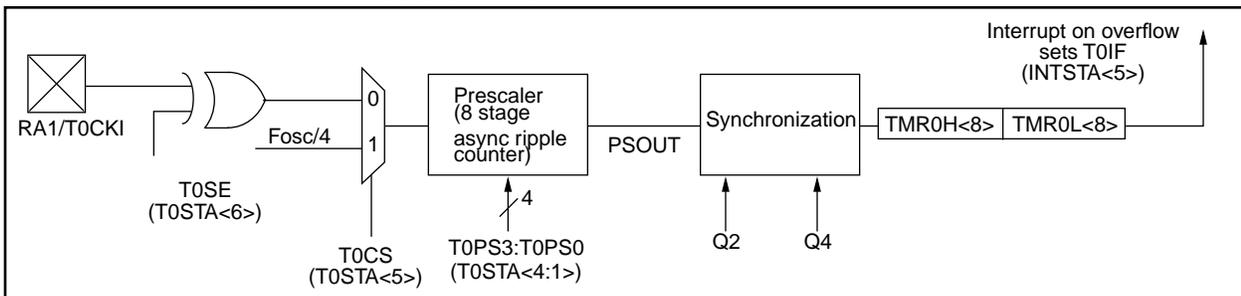 Interrupt on overflow
sets T0IF
(INTSTA<5>)
RA1/T0CKI
0
Fosc/4
1
Prescaler
(8 stage
async ripple
counter)
PSOUT
Synchronization
TMR0H<8> TMR0L<8>
T0SE
(T0STA<6>)
4
T0CS
(T0STA<5>)
T0PS3:T0PS0
(T0STA<4:1>)
Q2
Q4